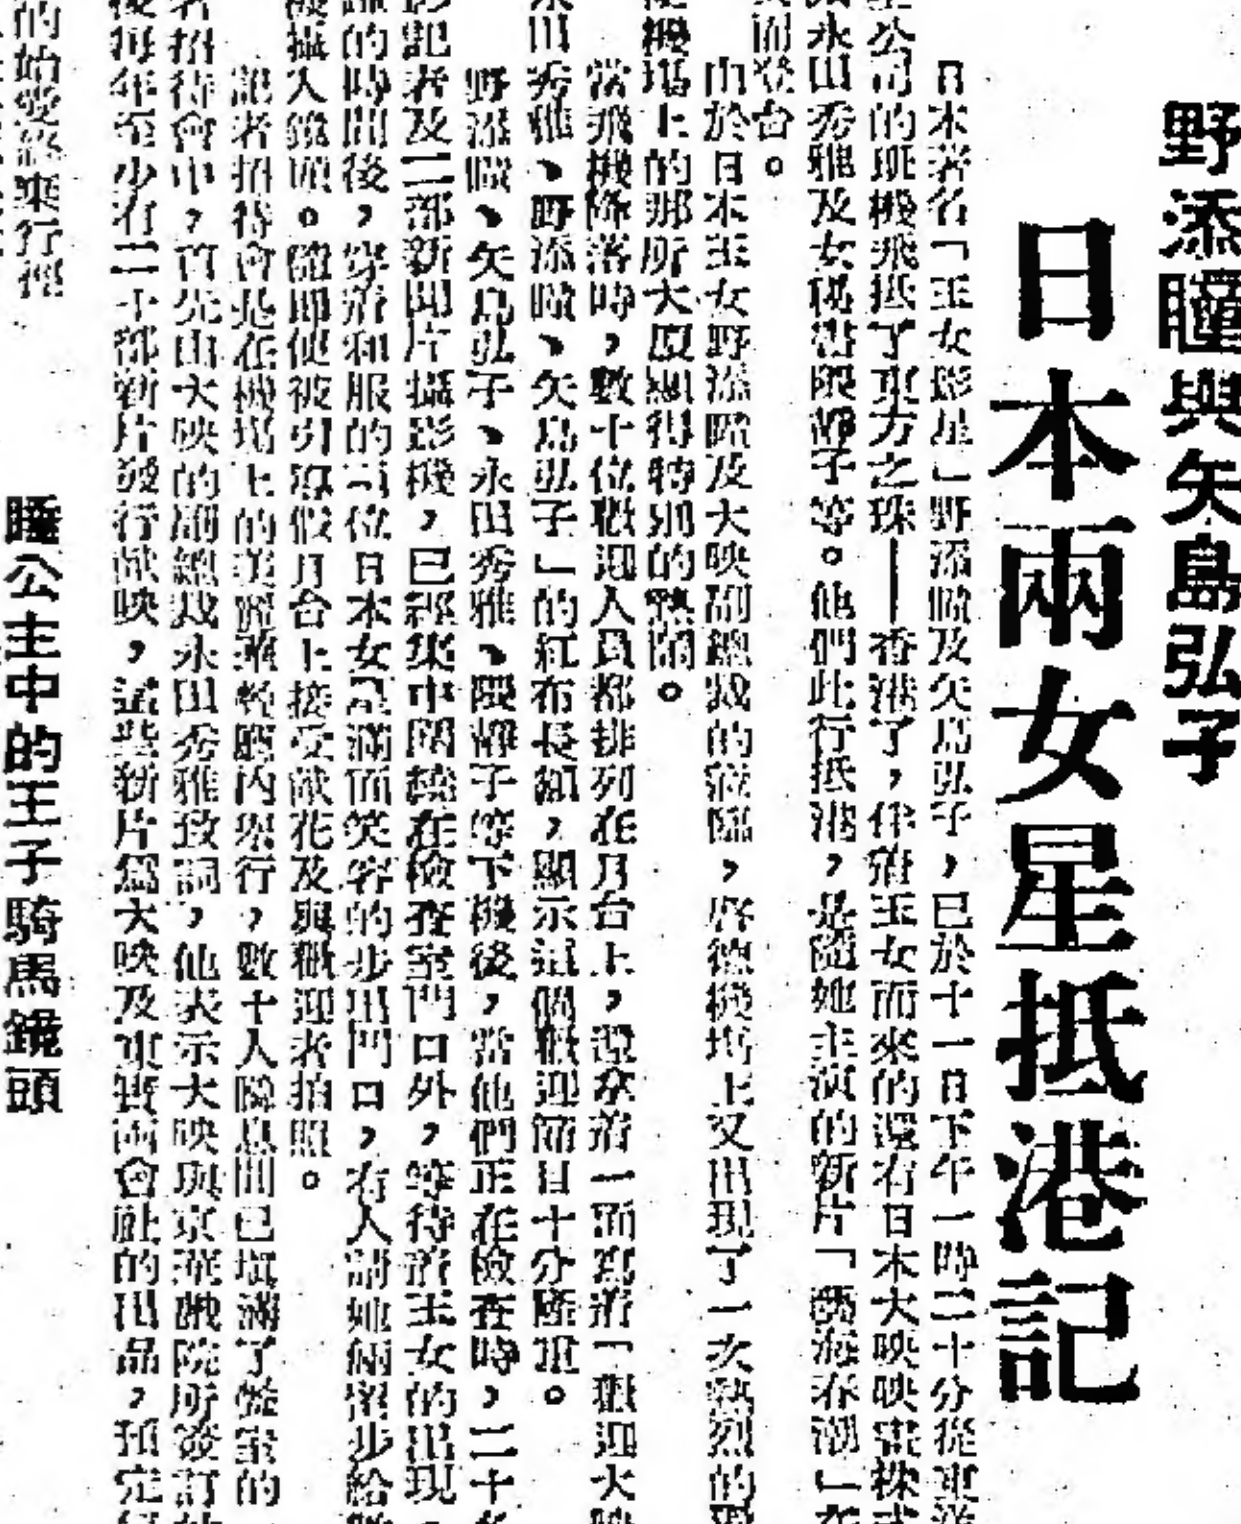 野添瞳與矢島弘子
日本兩女星抵港記
日本著名「玉女影星」野添瞳及矢島弘子，已於十一日下午一時二十分從東
公司的班機飛抵了東方之珠——香港了，伴着玉女而來的還有日本大映映畫株式
永田秀雅及女秘書隈靜子等。他們此行抵港，是隨她主演的新片「春潮」在
而登台。
由於日本玉女野添瞳及大映副總裁的蒞臨，啓德機塲上又出現了一次熱烈的
機塲上的那所大厦顯得特別的熱鬧。
當飛機降落時，數十位歡迎人員都排列在月台上，還拿着一面寫着「歡迎大映
永田秀雅、野添瞳、矢島弘子」的紅布長額，顯示這個歡迎節目十分隆重。
野添瞳、矢島弘子、永田秀雅、隈靜子等下機後，當他們正在檢查時，二十
記者及二部新聞片攝影機，已經集中圍繞在檢查室門口外，等待着玉女的出現，
的時間後，穿着和服的二位日本女星滿面笑容的步出門口，有人請她倆留步給
攝入鏡頭。隨即便被引導假月台上接受献花及與歡迎者拍照。
記者招待會是在機塲上的美麗華餐廳內舉行，數十人瞬息間已塡滿了整室的
者招待會中，首先由大映的副總裁永田秀雅致詞，他表示大映與京華戲院所簽訂
後每年至少有二十部新片發行献映，這些新片爲大映及東寶兩會社的出品，預定
的始
睡公主中的王子騎馬鏡頭